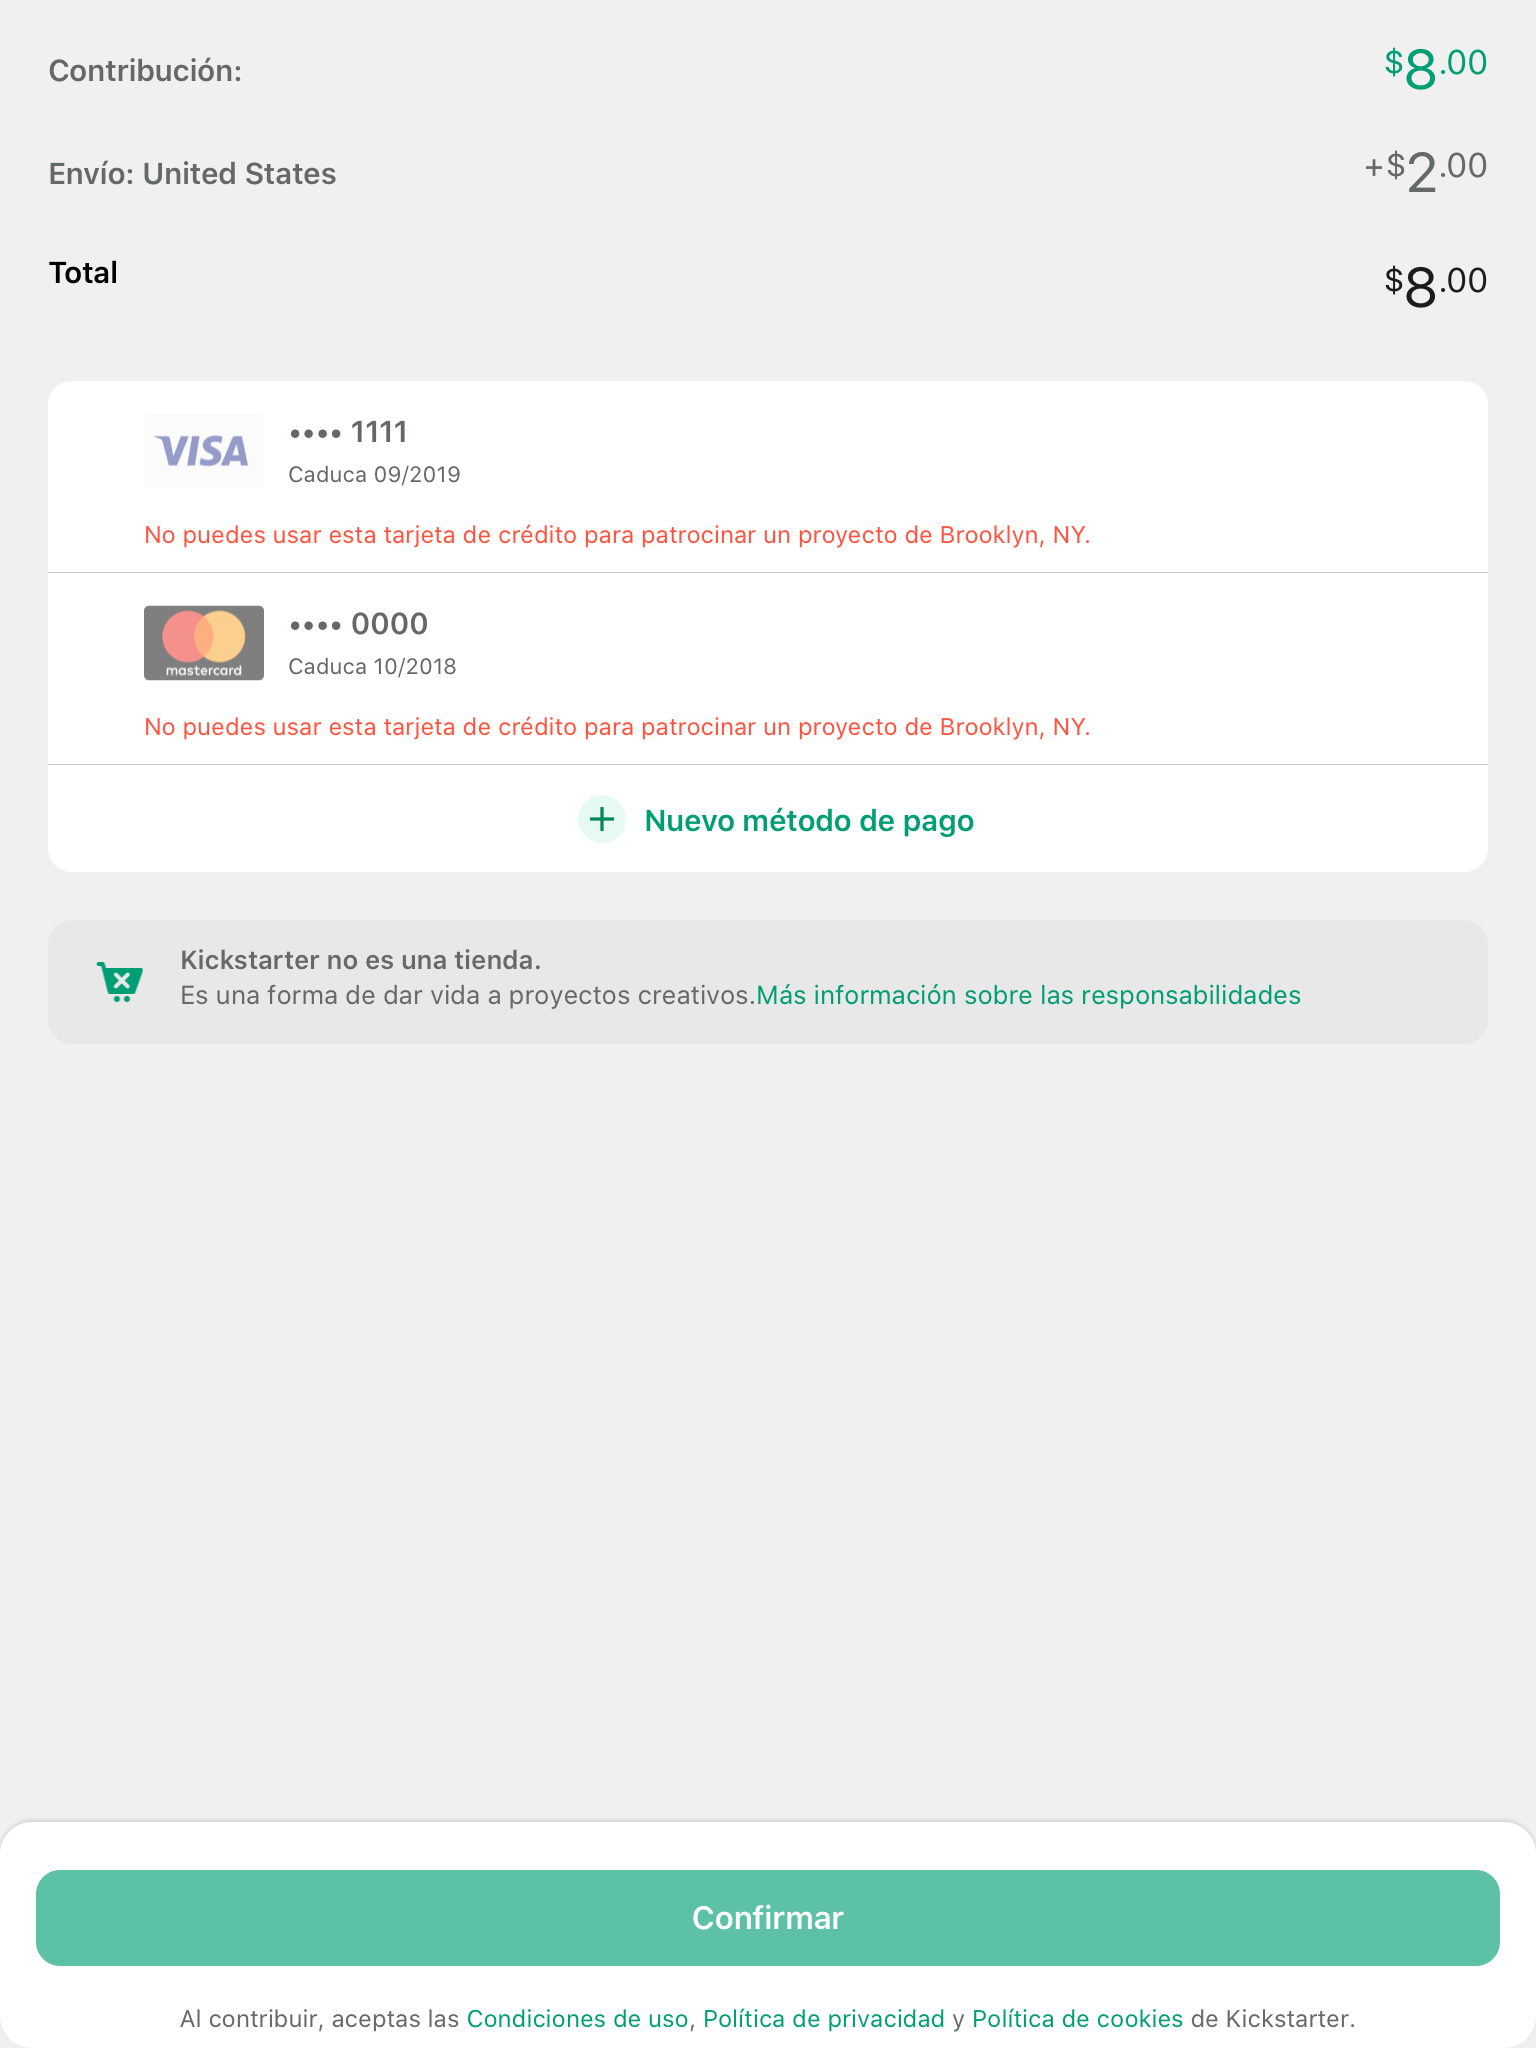 Contribución: $8.00
Envío: United States +$2.00
Total $8.00
VISA •••• 1111
Caduca 09/2019
No puedes usar esta tarjeta de crédito para patrocinar un proyecto de Brooklyn, NY.
mastercard •••• 0000
Caduca 10/2018
No puedes usar esta tarjeta de crédito para patrocinar un proyecto de Brooklyn, NY.
Nuevo método de pago
Kickstarter no es una tienda.
Es una forma de dar vida a proyectos creativos.Más información sobre las responsabilidades
Confirmar
Al contribuir, aceptas las Condiciones de uso, Política de privacidad y Política de cookies de Kickstarter.